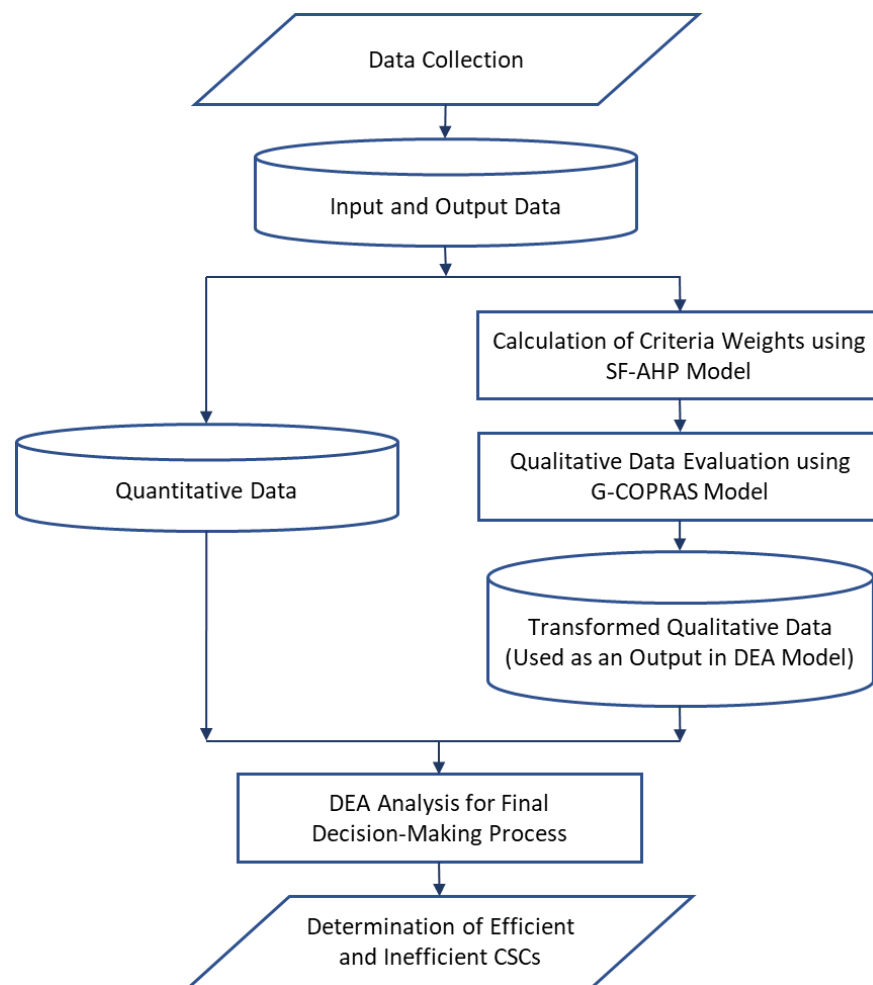 Data Collection
Input and Output Data
Calculation of Criteria Weights using
SF-AHP Model
Quantitative Data
Qualitative Data Evaluation using
G-COPRAS Model
Transformed Qualitative Data
(Used as an Output in DEA Model)
DEA Analysis for Final
Decision-Making Process
Determination of Efficient
and Inefficient CSCs